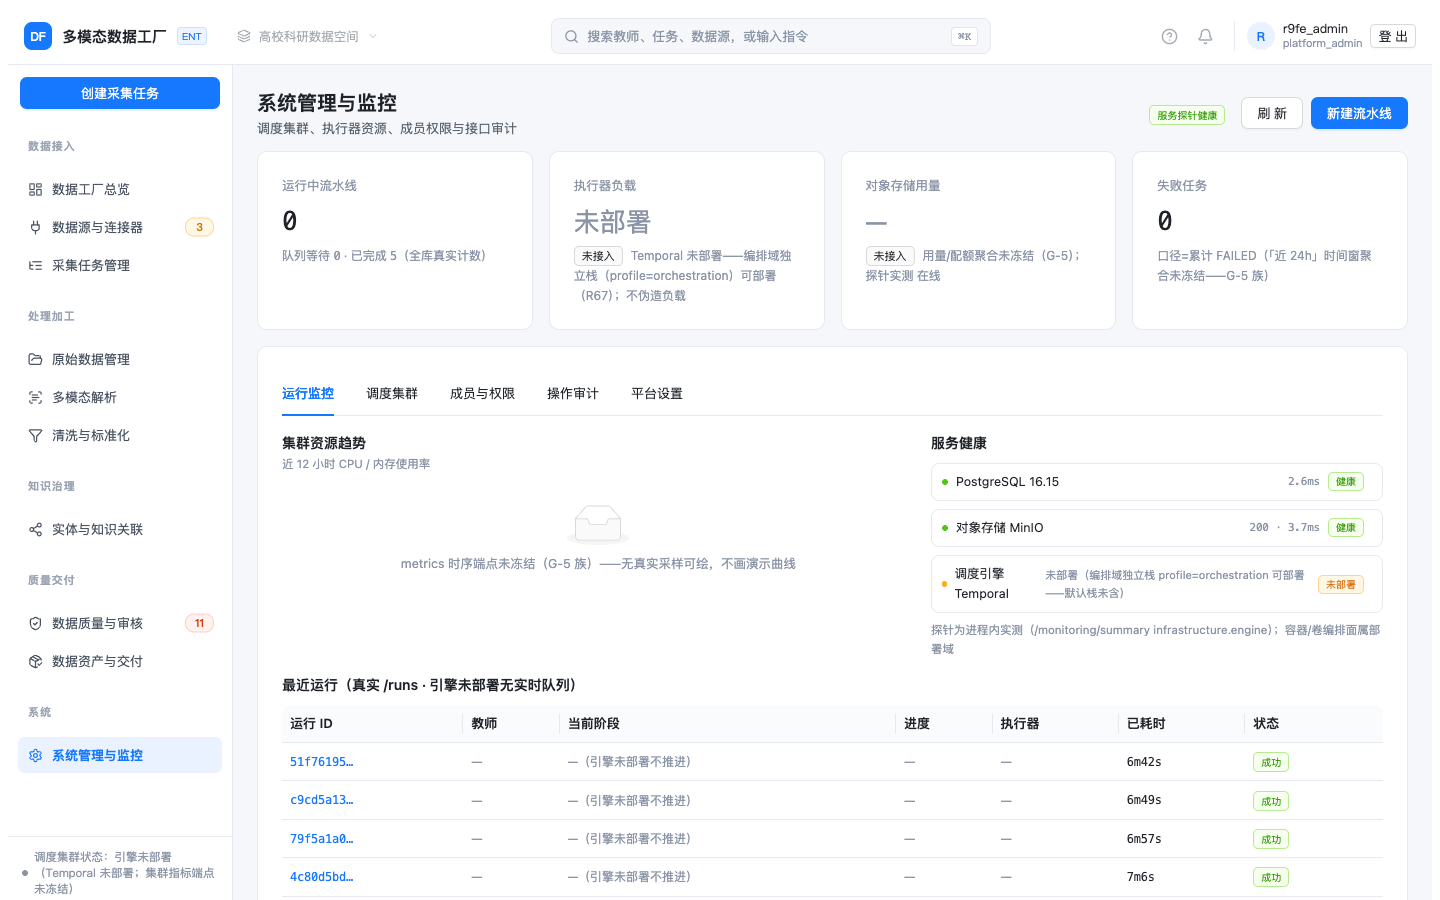 DF 多模态数据工厂 ENT
高校科研数据空间
搜索教师、任务、数据源，或输入指令 ⌘K
R
r9fe_admin
platform_admin
登 出
创建采集任务
数据接入
数据工厂总览
数据源与连接器 3
采集任务管理
处理加工
原始数据管理
多模态解析
清洗与标准化
知识治理
实体与知识关联
质量交付
数据质量与审核 11
数据资产与交付
系统
系统管理与监控
调度集群状态：引擎未部署
（Temporal 未部署；集群指标端点
未冻结）
系统管理与监控
调度集群、执行器资源、成员权限与接口审计
服务探针健康
刷 新
新建流水线
运行中流水线
0
队列等待 0 · 已完成 5（全库真实计数）
执行器负载
未部署
未接入 Temporal 未部署——编排域独
立栈（profile=orchestration）可部署
（R67）；不伪造负载
对象存储用量
—
未接入 用量/配额聚合未冻结（G-5）；
探针实测 在线
失败任务
0
口径=累计 FAILED（「近 24h」时间窗聚
合未冻结——G-5 族）
运行监控 调度集群 成员与权限 操作审计 平台设置
集群资源趋势
近 12 小时 CPU / 内存使用率
metrics 时序端点未冻结（G-5 族）——无真实采样可绘，不画演示曲线
服务健康
PostgreSQL 16.15 2.6ms 健康
对象存储 MinIO 200 · 3.7ms 健康
调度引擎
Temporal
未部署（编排域独立栈 profile=orchestration 可部署
——默认栈未含）
未部署
探针为进程内实测（/monitoring/summary infrastructure.engine）；容器/卷编排面属部
署域
最近运行（真实 /runs · 引擎未部署无实时队列）
运行 ID 教师 当前阶段 进度 执行器 已耗时 状态
51f76195… — —（引擎未部署不推进） — — 6m42s 成功
c9cd5a13… — —（引擎未部署不推进） — — 6m49s 成功
79f5a1a0… — —（引擎未部署不推进） — — 6m57s 成功
4c80d5bd… — —（引擎未部署不推进） — — 7m6s 成功